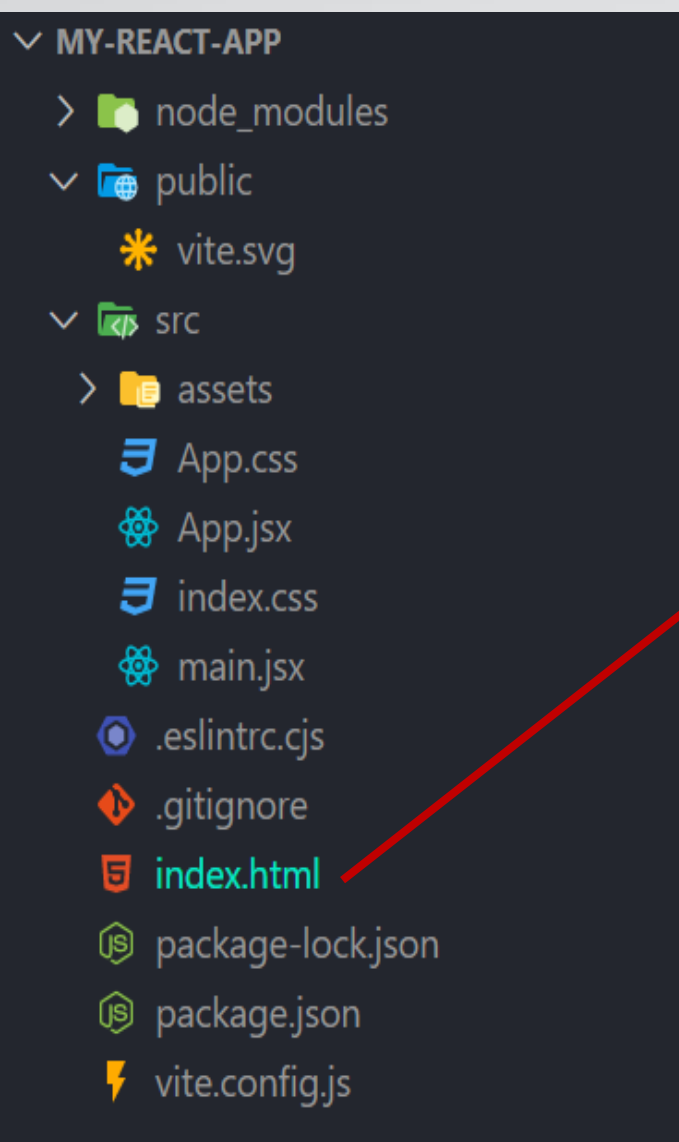 MY-REACT-APP
node_modules
public
vite.svg
src
assets
App.css
App.jsx
index.css
main.jsx
.eslintrc.cjs
.gitignore
index.html
package-lock.json
package.json
vite.config.js